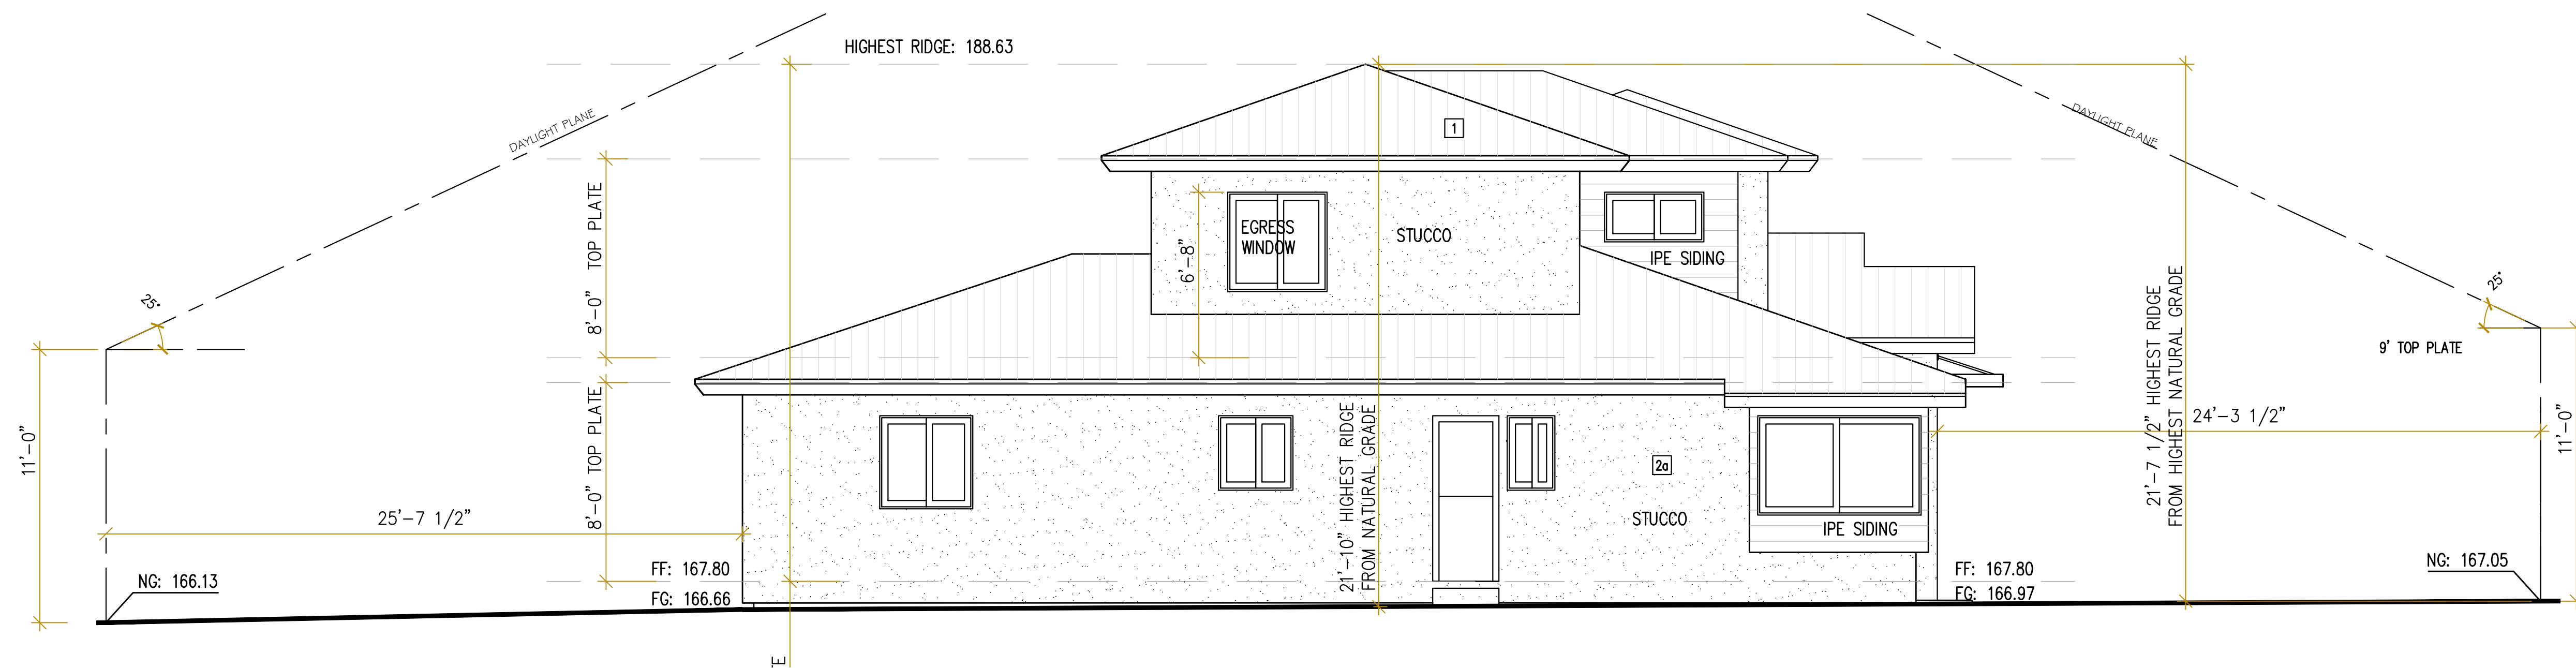 HIGHEST RIDGE: 188.63
DAYLIGHT PLANE
DAYLIGHT PLANE
1
8'-0" TOP PLATE
EGRESS
WINDOW
STUCCO
6'-8"
IPE SIDING
25°
25°
9' TOP PLATE
21'-7 1/2" HIGHEST RIDGE
FROM HIGHEST NATURAL GRADE
24'-3 1/2"
11'-0"
11'-0"
8'-0" TOP PLATE
21'-10" HIGHEST RIDGE
FROM NATURAL GRADE
2a
25'-7 1/2"
STUCCO
IPE SIDING
NG: 166.13
FF: 167.80
FG: 166.66
FF: 167.80
FG: 166.97
NG: 167.05
TE